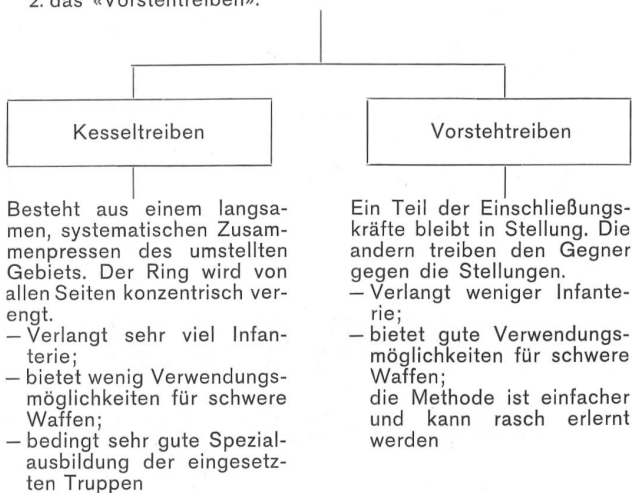 2. das «Vorstehtreiben».
Kesseltreiben
Besteht aus einem langsa-
men, systematischen Zusam-
menpressen des umstellten
Gebiets. Der Ring wird von
allen Seiten konzentrisch ver-
engt.
— Verlangt sehr viel Infan-
terie;
— bietet wenig Verwendungs-
möglichkeiten für schwere
Waffen;
— bedingt sehr gute Spezial-
ausbildung der eingesetz-
ten Truppen
Vorstehtreiben
Ein Teil der Einschließungs-
kräfte bleibt in Stellung. Die
andern treiben den Gegner
gegen die Stellungen.
— Verlangt weniger Infante-
rie;
— bietet gute Verwendungs-
möglichkeiten für schwere
Waffen;
die Methode ist einfacher
und kann rasch erlernt
werden